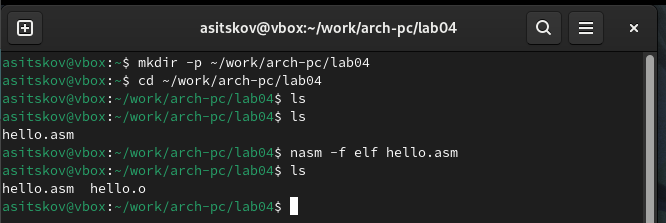 asitskov@vbox:~/work/arch-pc/lab04
asitskov@vbox:~$ mkdir -p ~/work/arch-pc/lab04
asitskov@vbox:~$ cd ~/work/arch-pc/lab04
asitskov@vbox:~/work/arch-pc/lab04$ ls
asitskov@vbox:~/work/arch-pc/lab04$ ls
hello.asm
asitskov@vbox:~/work/arch-pc/lab04$ nasm -f elf hello.asm
asitskov@vbox:~/work/arch-pc/lab04$ ls
hello.asm  hello.o
asitskov@vbox:~/work/arch-pc/lab04$